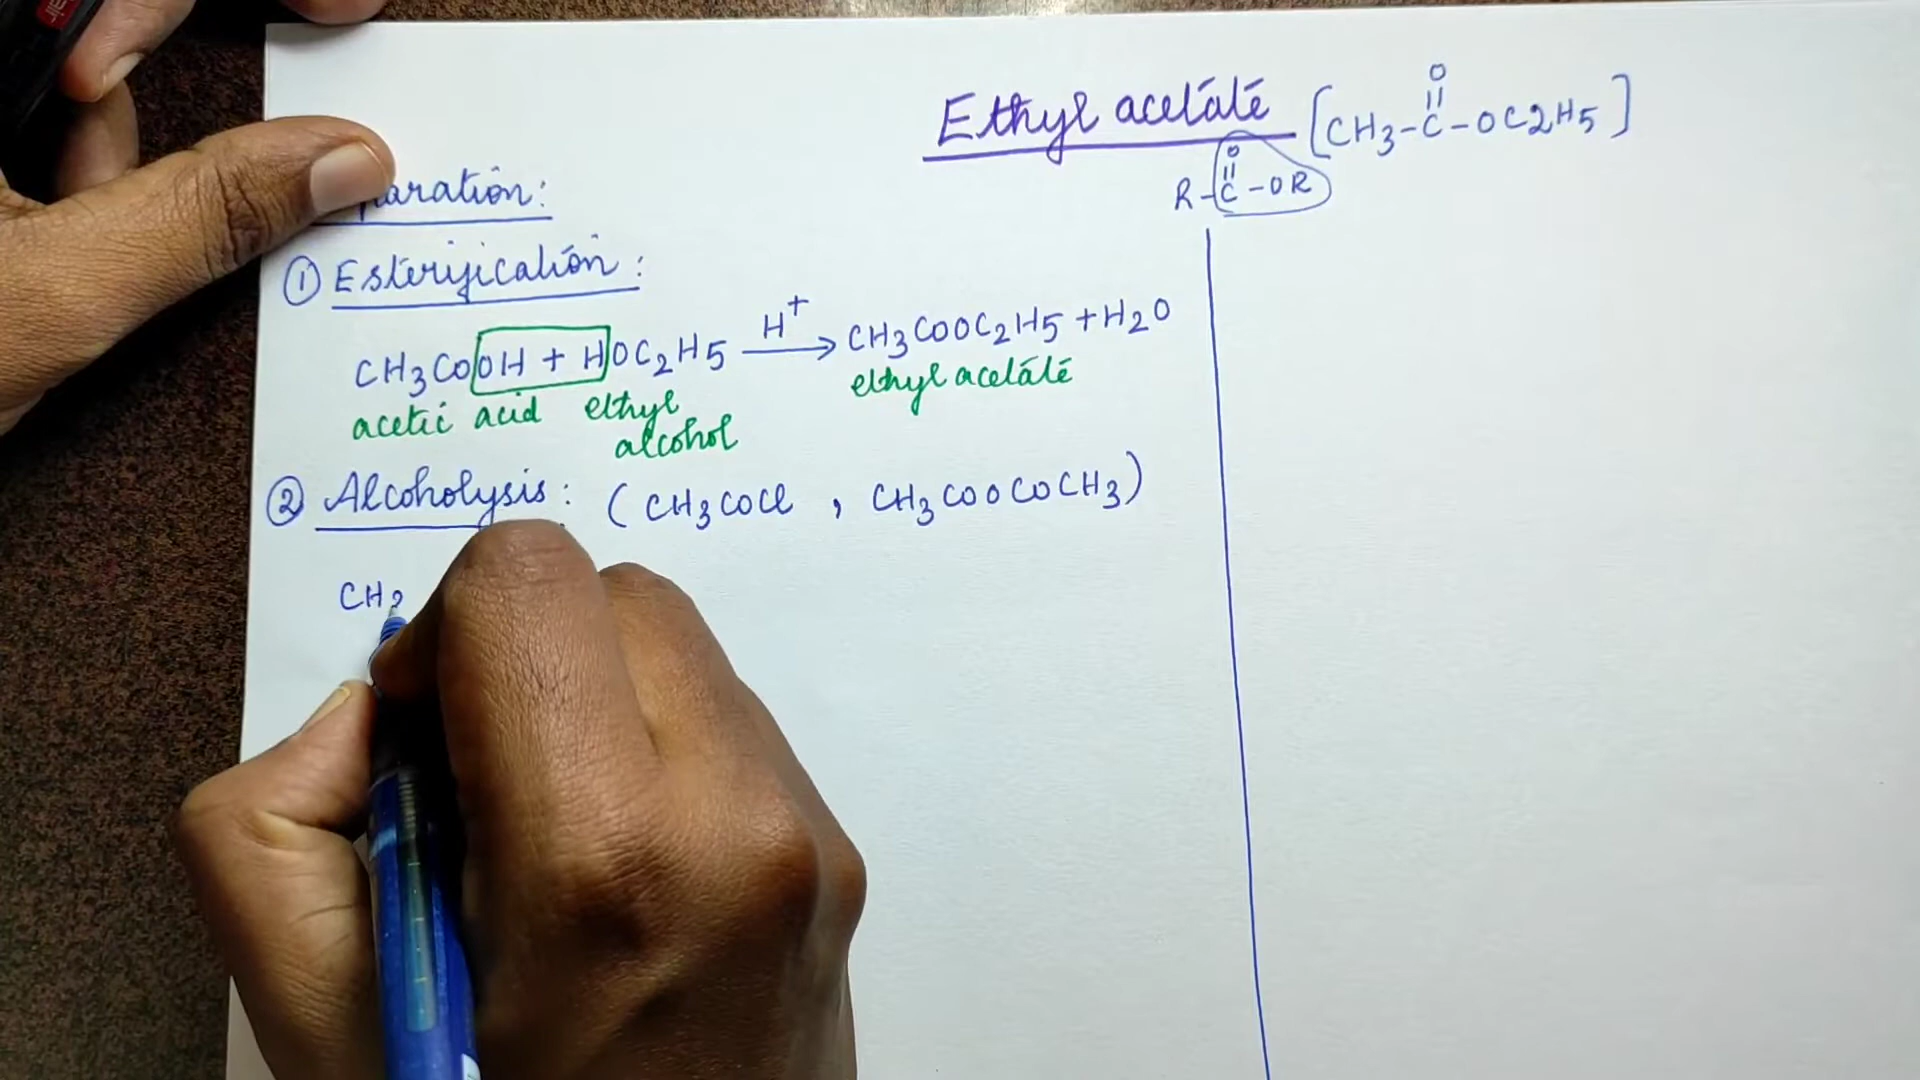 Ethyl acetate [CH3-C-OC2H5]
O
||
O
||
R-C-OR
paration:
① Esterification:
CH3COOH + HOC2H5 H+ → CH3COOC2H5 + H2O
acetic acid ethyl alcohol ethyl acetate
② Alcoholysis: (CH3COCl , CH3COOCOCH3)
CH